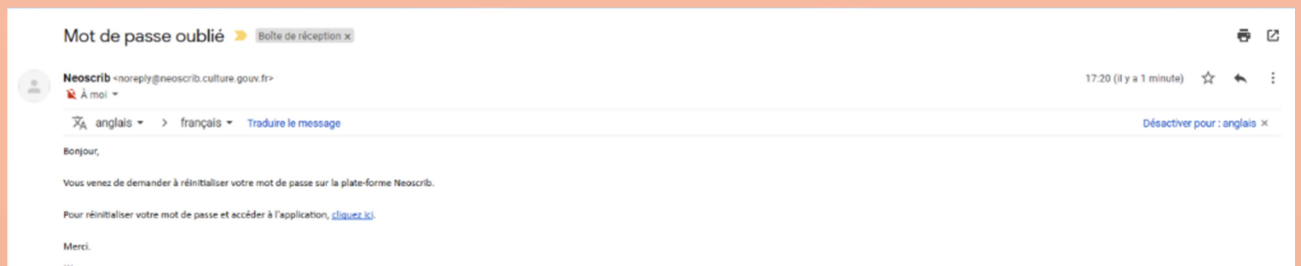 Mot de passe oublié Boîte de réception ×
Neoscrib <noreply@neoscrib.culture.gouv.fr> 17:20 (il y a 1 minute)
À moi
anglais > français Traduire le message Désactiver pour : anglais ×
Bonjour,
Vous venez de demander à réinitialiser votre mot de passe sur la plate-forme Neoscrib.
Pour réinitialiser votre mot de passe et accéder à l'application, cliquez ici.
Merci.
...